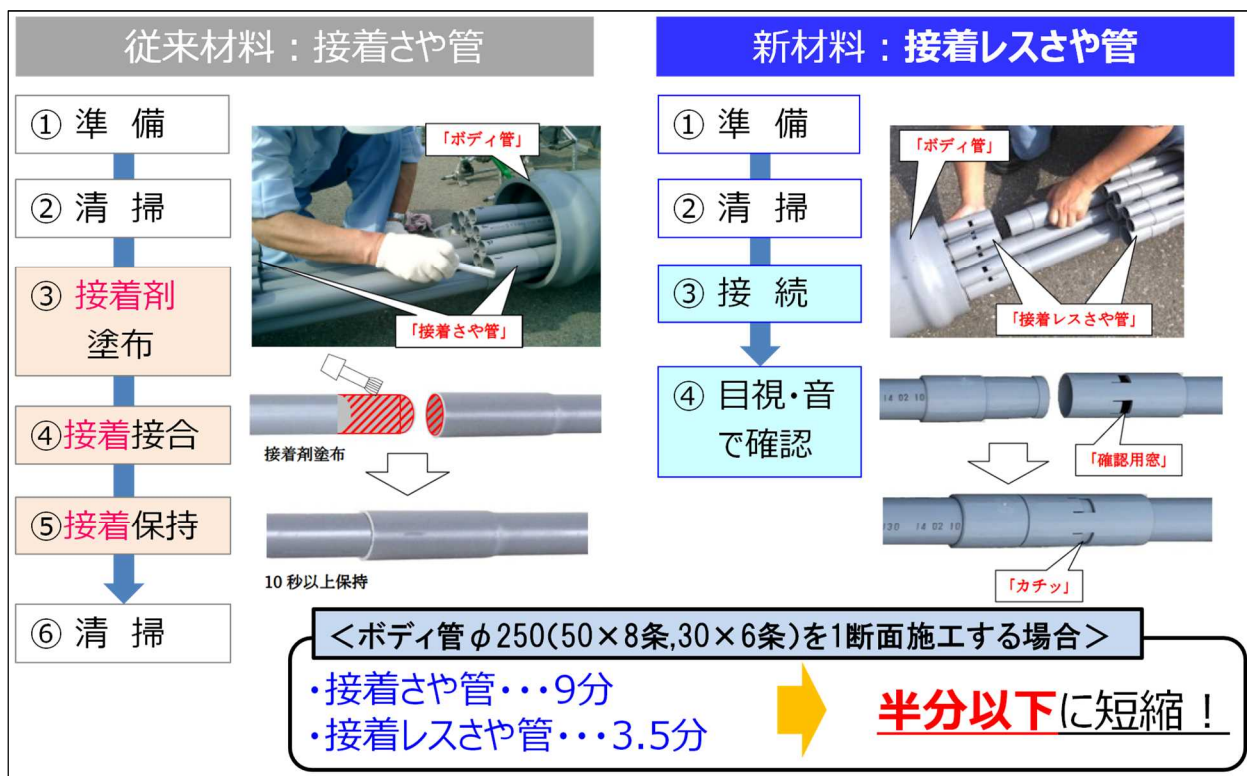 従来材料：接着さや管
① 準 備
② 清 掃
③ 接着剤
塗布
④接着接合
⑤接着保持
⑥ 清 掃
「ボディ管」
「接着さや管」
接着剤塗布
10 秒以上保持
新材料：接着レスさや管
① 準 備
② 清 掃
③ 接 続
④ 目視・音
で確認
「ボディ管」
「接着レスさや管」
14 02 10
「確認用窓」
130 14 02 10
「カチッ」
＜ボディ管φ250(50×8条,30×6条)を1断面施工する場合＞
・接着さや管・・・9分
・接着レスさや管・・・3.5分
半分以下に短縮！